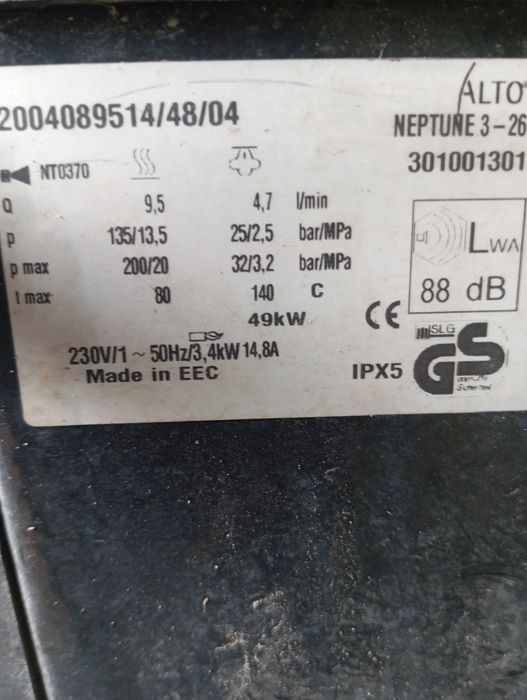 ALTO
2004089514/48/04
NEPTUNE 3-26
301001301
NT0370
Q 9,5 4,7 l/min
p 135/13,5 25/2,5 bar/MPa
p max 200/20 32/3,2 bar/MPa
t max 80 140 C
49kW
LWA
88 dB
CE
230V/1 ~ 50Hz/3,4kW 14,8A
Made in EEC
IPX5
SLG
GS
geprüfte
Sicherheit